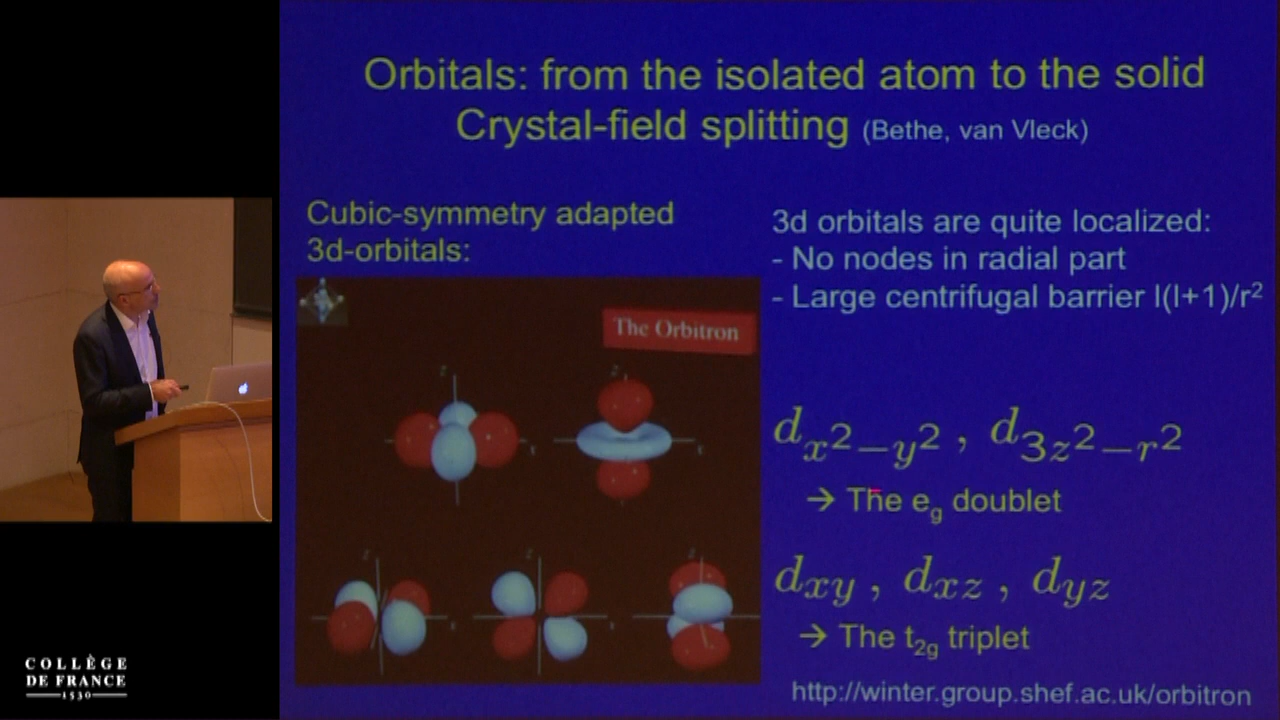 Orbitals: from the isolated atom to the solid
Crystal-field splitting (Bethe, van Vleck)
Cubic-symmetry adapted
3d-orbitals:
The Orbitron
z
x
z
x
z
x
z
x
z
3d orbitals are quite localized:
- No nodes in radial part
- Large centrifugal barrier l(l+1)/r²
d_{x²−y²} , d_{3z²−r²}
→ The e_g doublet
d_{xy} , d_{xz} , d_{yz}
→ The t_{2g} triplet
http://winter.group.shef.ac.uk/orbitron
COLLÈGE
DE FRANCE
1530